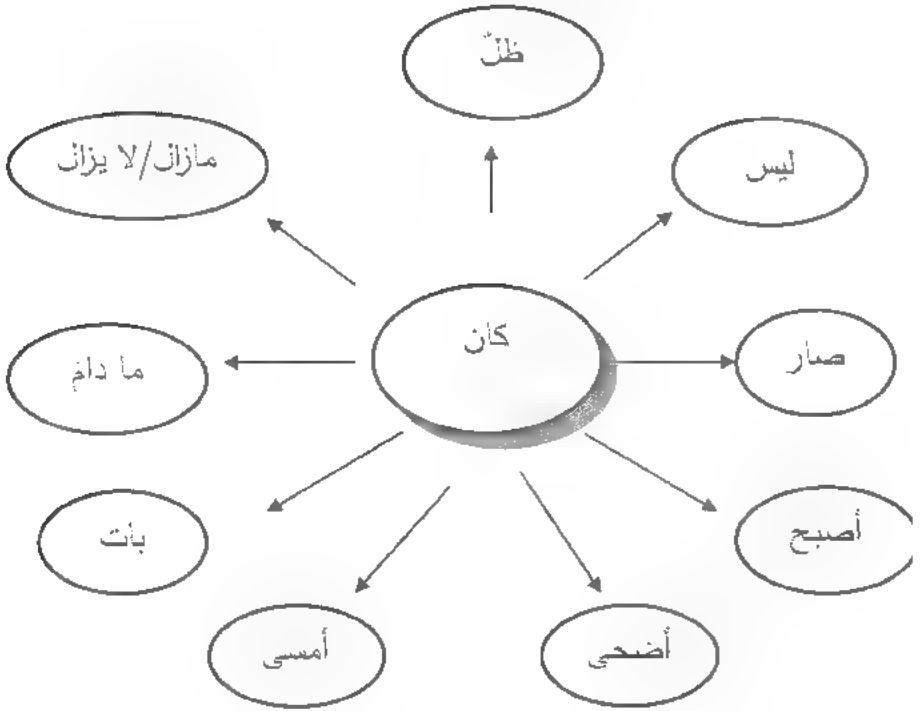 ظلّ
ليس
مازال/لا يزال
كان
صار
ما دام
أصبح
بات
أضحى
أمسى